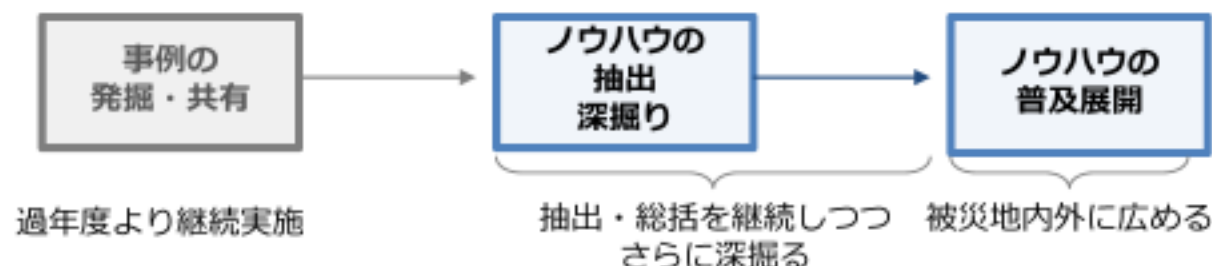 事例の
発掘・共有
ノウハウの
抽出
深掘り
ノウハウの
普及展開
過年度より継続実施
抽出・総括を継続しつつ
さらに深掘る
被災地内外に広める